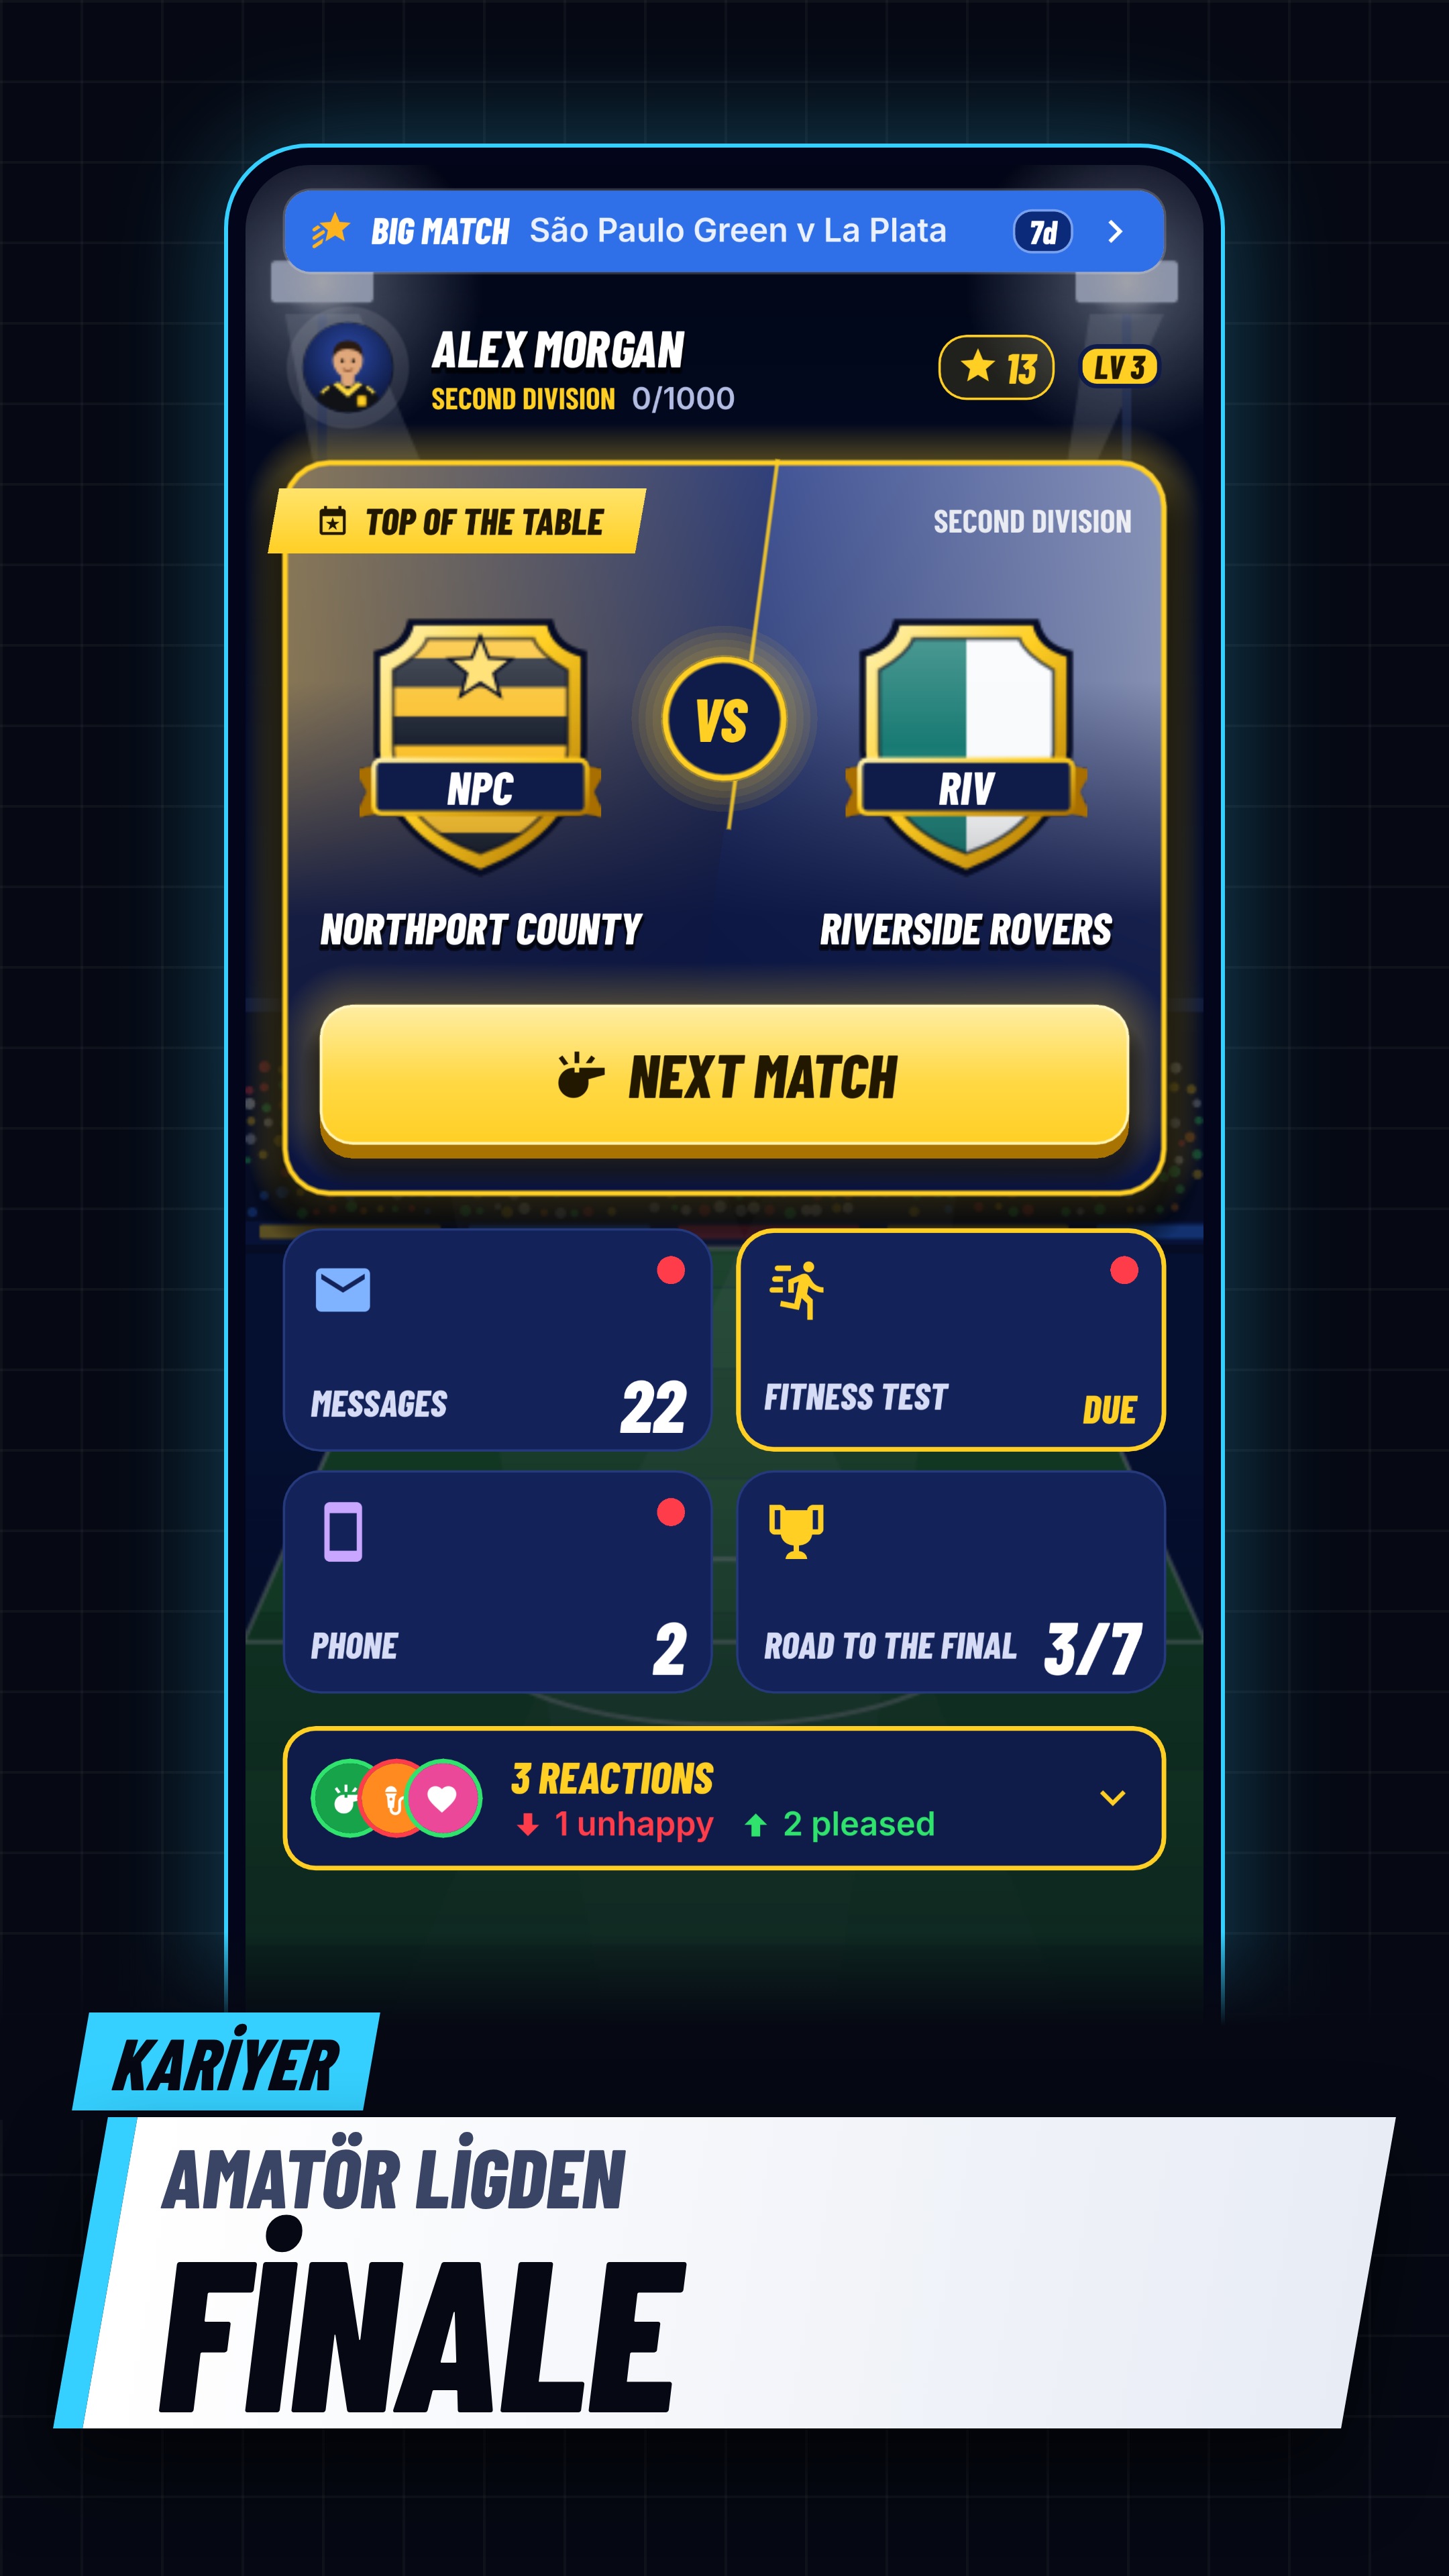 BIG MATCH São Paulo Green v La Plata 7d
ALEX MORGAN
SECOND DIVISION 0/1000
13
LV 3
TOP OF THE TABLE
SECOND DIVISION
VS
NPC
RIV
NORTHPORT COUNTY
RIVERSIDE ROVERS
NEXT MATCH
MESSAGES 22
FITNESS TEST DUE
PHONE 2
ROAD TO THE FINAL 3/7
3 REACTIONS
1 unhappy 2 pleased
KARİYER
AMATÖR LİGDEN
FİNALE